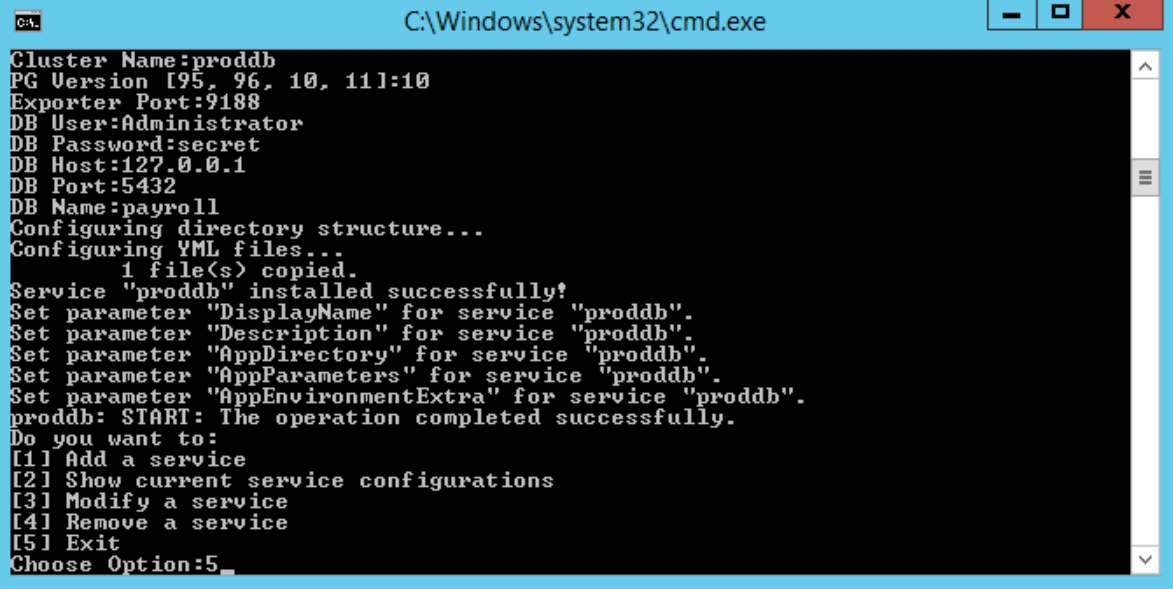 C:\Windows\system32\cmd.exe
Cluster Name:proddb
PG Version [95, 96, 10, 11]:10
Exporter Port:9188
DB User:Administrator
DB Password:secret
DB Host:127.0.0.1
DB Port:5432
DB Name:payroll
Configuring directory structure...
Configuring YML files...
        1 file(s) copied.
Service "proddb" installed successfully!
Set parameter "DisplayName" for service "proddb".
Set parameter "Description" for service "proddb".
Set parameter "AppDirectory" for service "proddb".
Set parameter "AppParameters" for service "proddb".
Set parameter "AppEnvironmentExtra" for service "proddb".
proddb: START: The operation completed successfully.
Do you want to:
[1] Add a service
[2] Show current service configurations
[3] Modify a service
[4] Remove a service
[5] Exit
Choose Option:5_